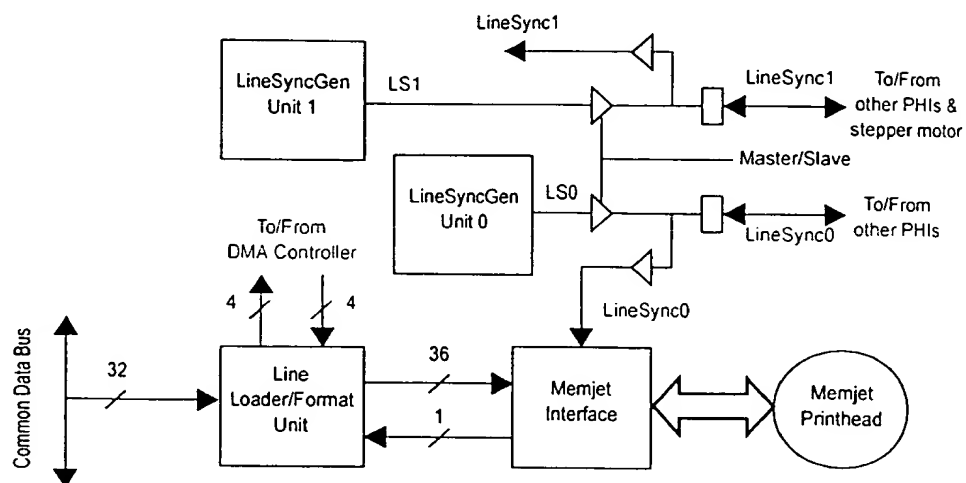 LineSync1
LineSyncGen
Unit 1
LS1
LineSync1
To/From
other PHIs &
stepper motor
Master/Slave
LineSyncGen
Unit 0
LS0
LineSync0
To/From
other PHIs
To/From
DMA Controller
4
4
LineSync0
Common Data Bus
32
Line
Loader/Format
Unit
36
1
Memjet
Interface
Memjet
Printhead